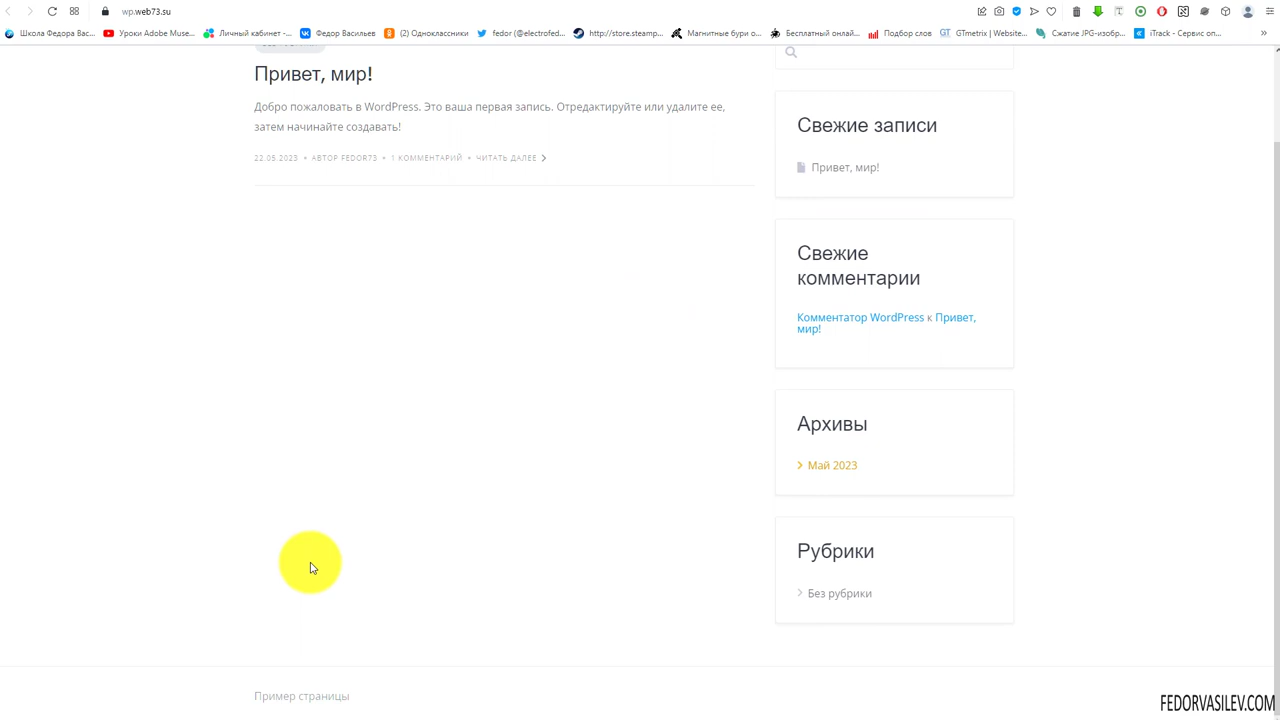 wp.web73.su
Школа Федора Вас...
Уроки Adobe Muse...
Личный кабинет -...
Федор Васильев
(2) Одноклассники
fedor (@electrofed...
http://store.steamp...
Магнитные бури о...
Бесплатный онлай...
Подбор слов
GT GTmetrix | Website...
Сжатие JPG-изобр...
iTrack - Сервис оп...
Привет, мир!
Добро пожаловать в WordPress. Это ваша первая запись. Отредактируйте или удалите ее,
затем начинайте создавать!
22.05.2023 • АВТОР FEDOR73 • 1 КОММЕНТАРИЙ • ЧИТАТЬ ДАЛЕЕ
Свежие записи
Привет, мир!
Свежие
комментарии
Комментатор WordPress к Привет,
мир!
Архивы
Май 2023
Рубрики
Без рубрики
Пример страницы
FEDORVASILEV.COM